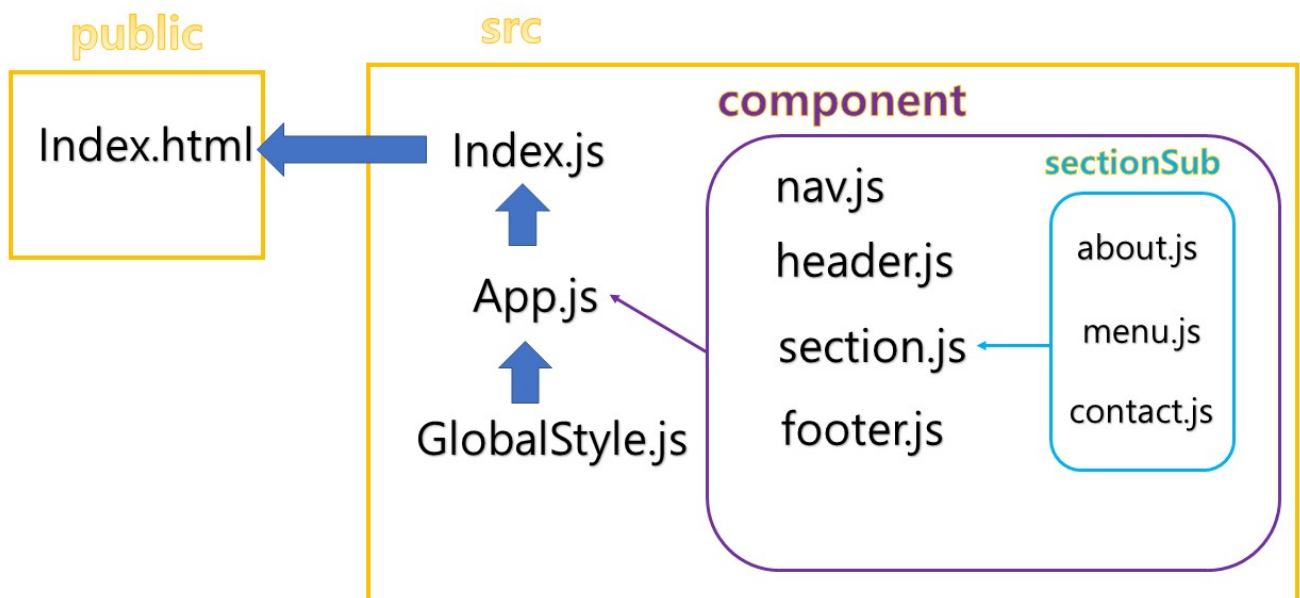 public
Index.html
src
Index.js
App.js
GlobalStyle.js
component
nav.js
header.js
section.js
footer.js
sectionSub
about.js
menu.js
contact.js